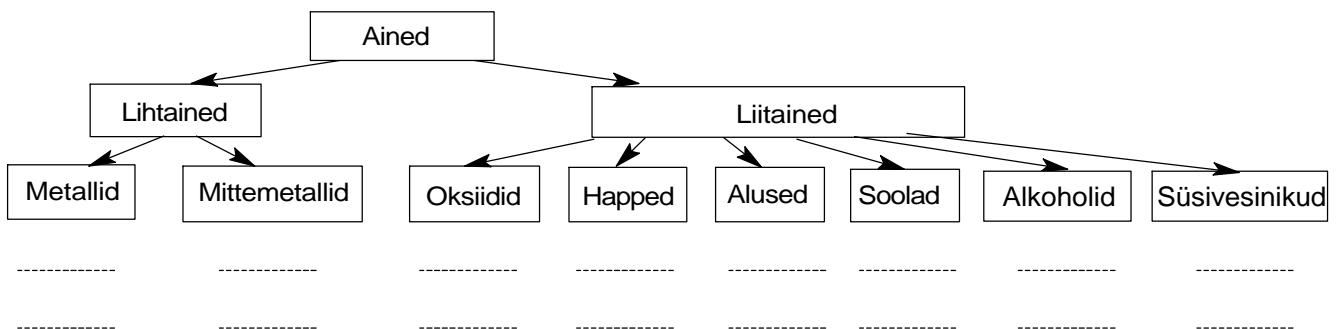 Ained
Lihtained
Liitained
Metallid
Mittemetallid
Oksiidid
Happed
Alused
Soolad
Alkoholid
Süsivesinikud